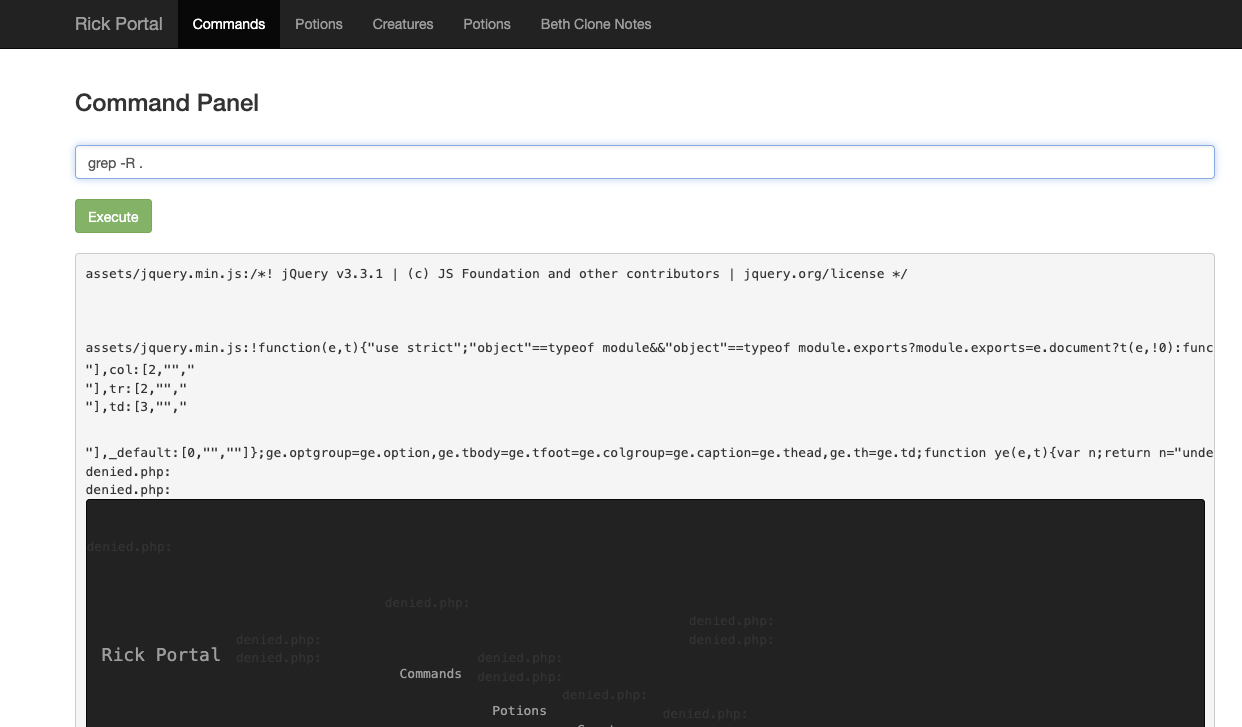 Rick Portal Commands Potions Creatures Potions Beth Clone Notes
Command Panel
grep -R .
Execute
assets/jquery.min.js:/*! jQuery v3.3.1 | (c) JS Foundation and other contributors | jquery.org/license */
assets/jquery.min.js:!function(e,t){"use strict";"object"==typeof module&&"object"==typeof module.exports?module.exports=e.document?t(e,!0):func
"],col:[2,"","
"],tr:[2,"","
"],td:[3,"","
"],_default:[0,"",""]};ge.optgroup=ge.option,ge.tbody=ge.tfoot=ge.colgroup=ge.caption=ge.thead,ge.th=ge.td;function ye(e,t){var n;return n="unde
denied.php:
denied.php:
denied.php:
denied.php:
denied.php:
denied.php: denied.php:
Rick Portal denied.php: denied.php:
Commands denied.php:
denied.php:
Potions denied.php: